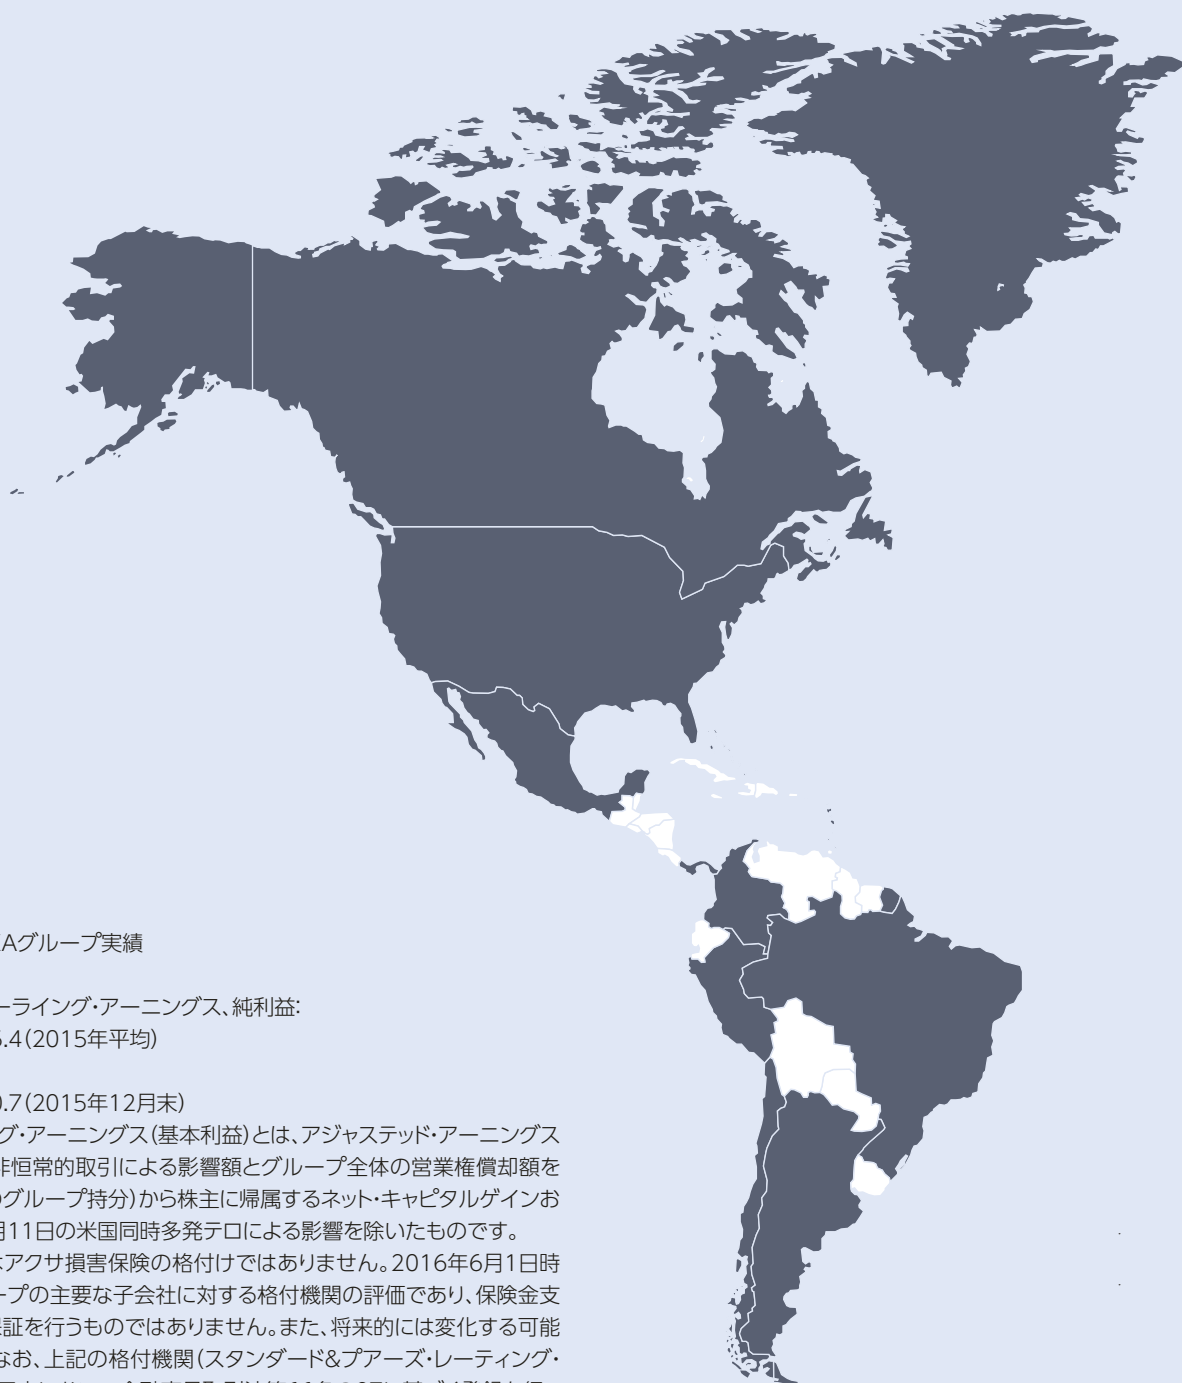 Aグループ実績
ーライング・アーニングス、純利益:
.4(2015年平均)
0.7(2015年12月末)
グ・アーニングス(基本利益)とは、アジャステッド・アーニングス
非恒常的取引による影響額とグループ全体の営業権償却額を
グループ持分)から株主に帰属するネット・キャピタルゲインお
月11日の米国同時多発テロによる影響を除いたものです。
はアクサ損害保険の格付けではありません。2016年6月1日時
ープの主要な子会社に対する格付機関の評価であり、保険金支
保証を行うものではありません。また、将来的には変化する可能
なお、上記の格付機関(スタンダード&プアーズ・レーティング・